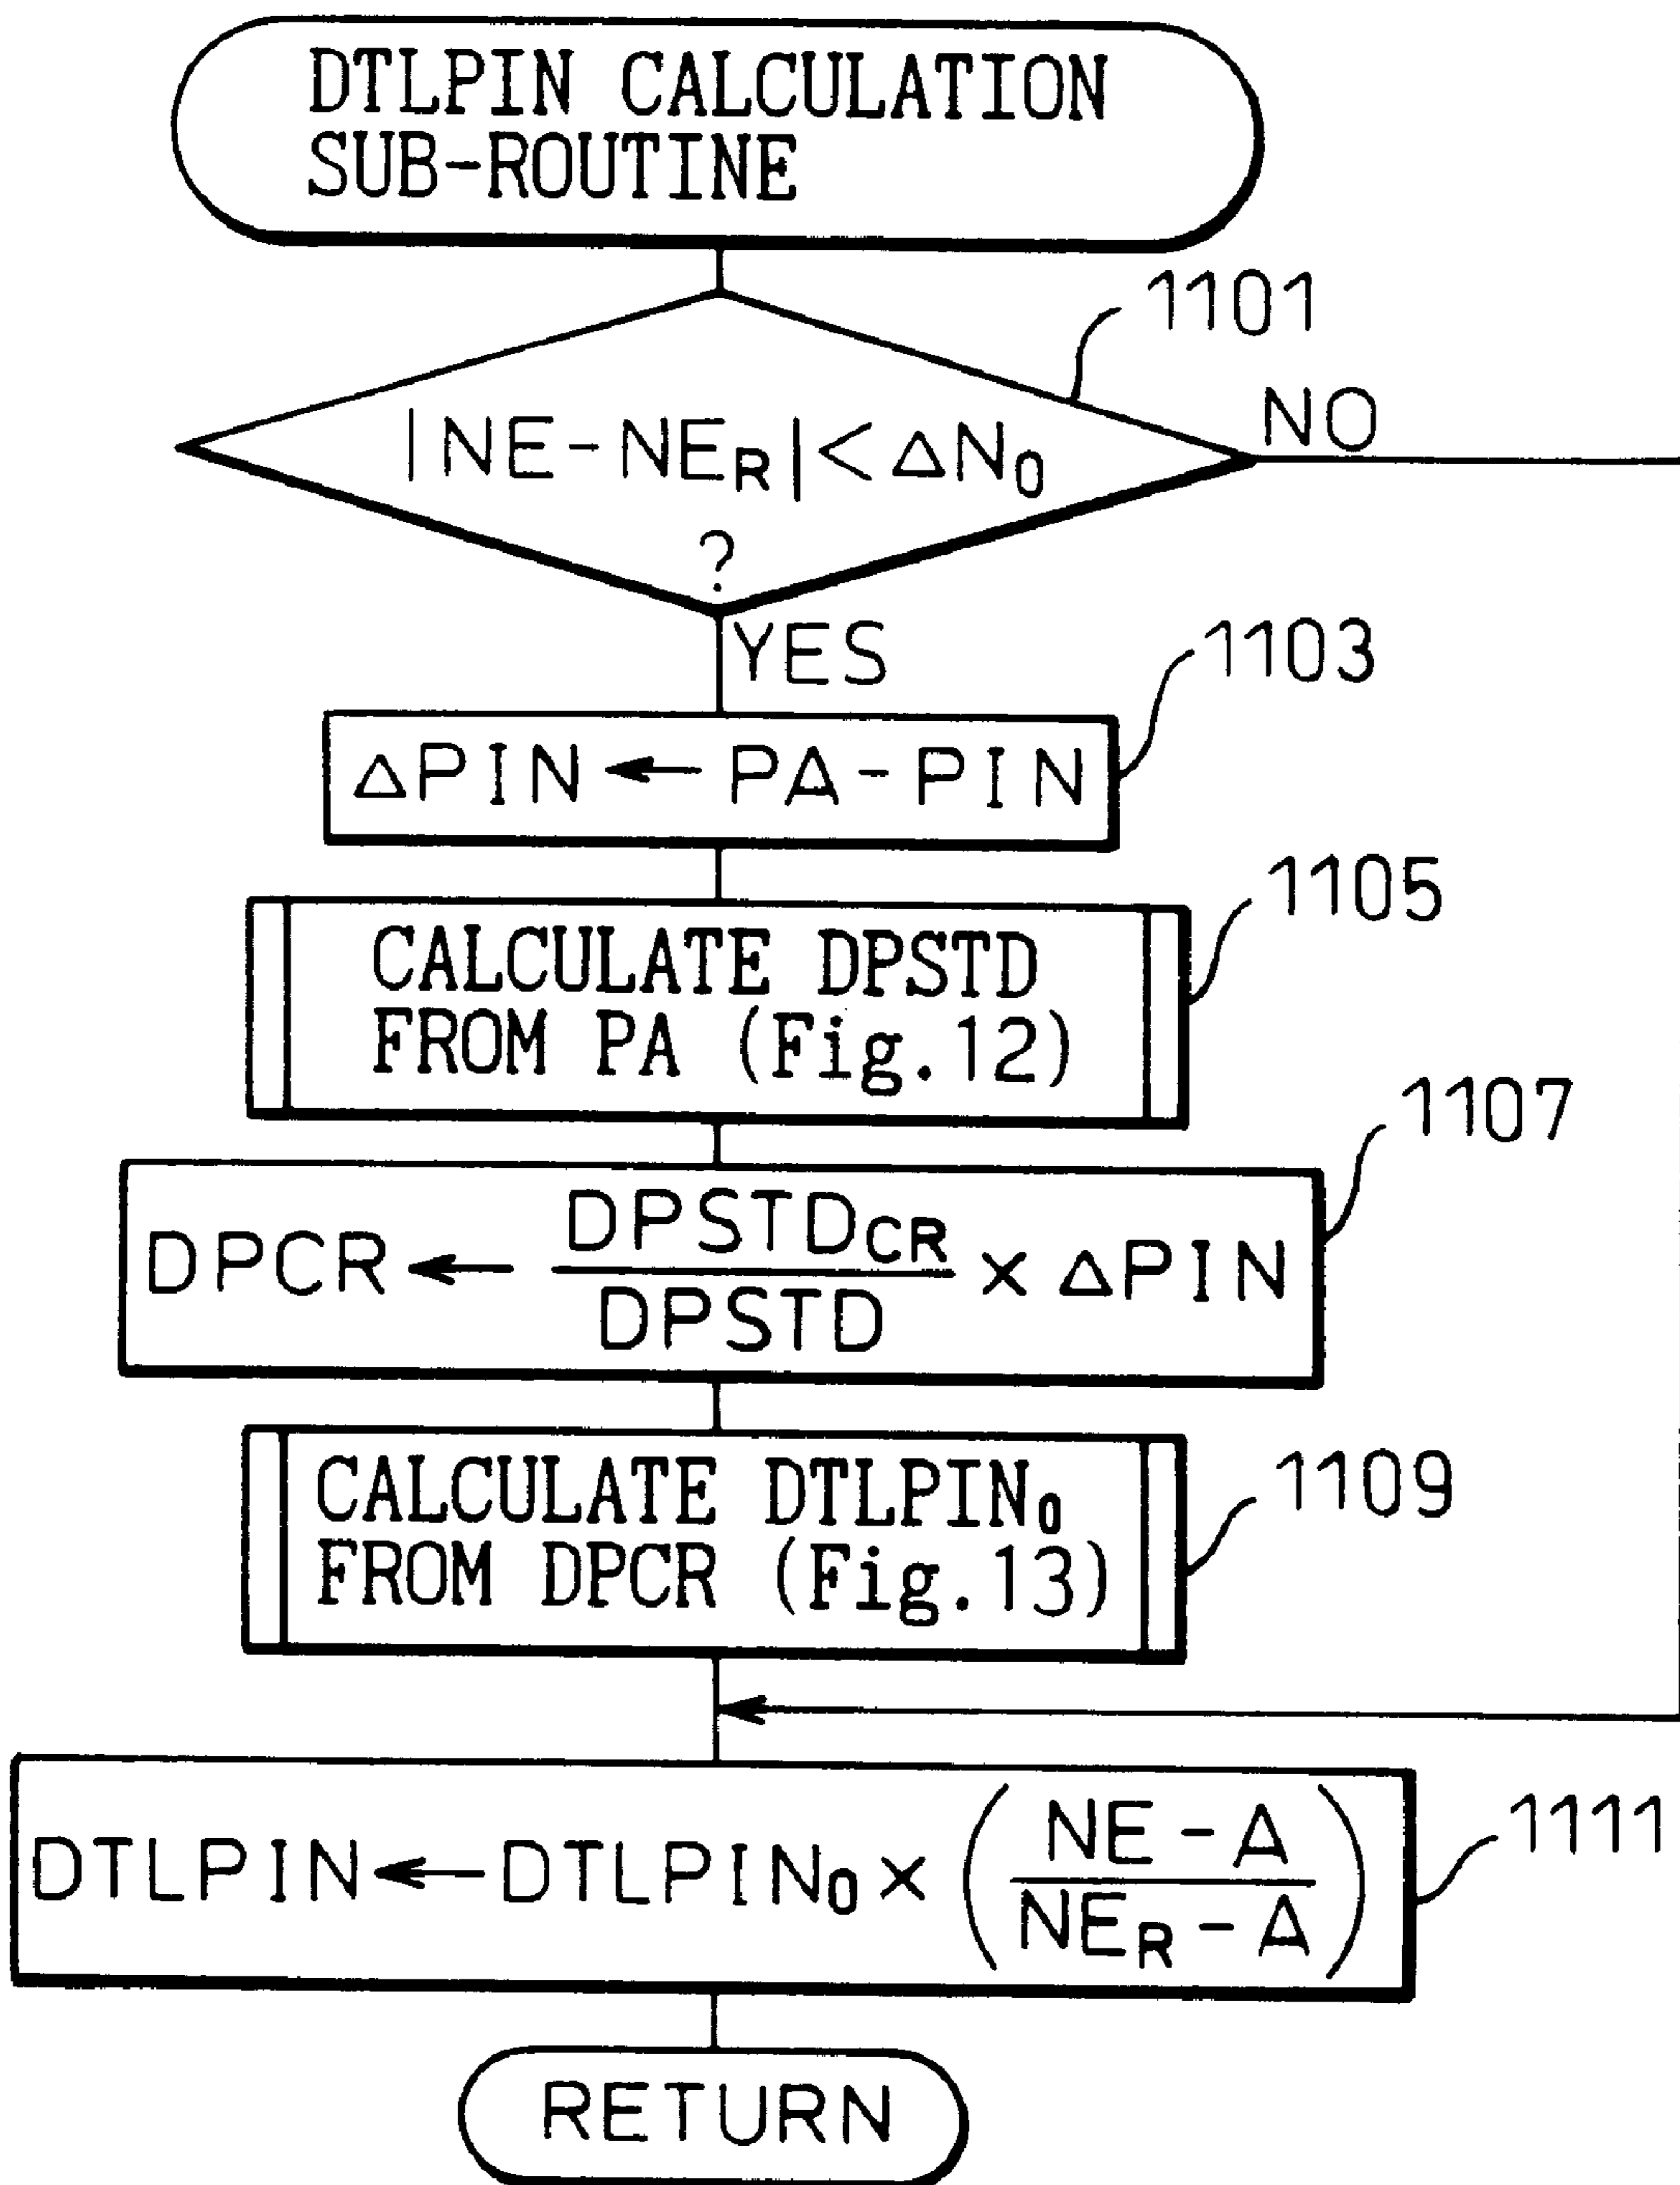 DTLPIN CALCULATION
SUB-ROUTINE
1101
|NE-NER|<ΔN0
?
NO
YES
1103
ΔPIN ← PA-PIN
1105
CALCULATE DPSTD
FROM PA (Fig.12)
1107
DPCR ← DPSTDCR / DPSTD × ΔPIN
1109
CALCULATE DTLPIN0
FROM DPCR (Fig.13)
1111
DTLPIN ← DTLPIN0 × (NE-A / NER-A)
RETURN